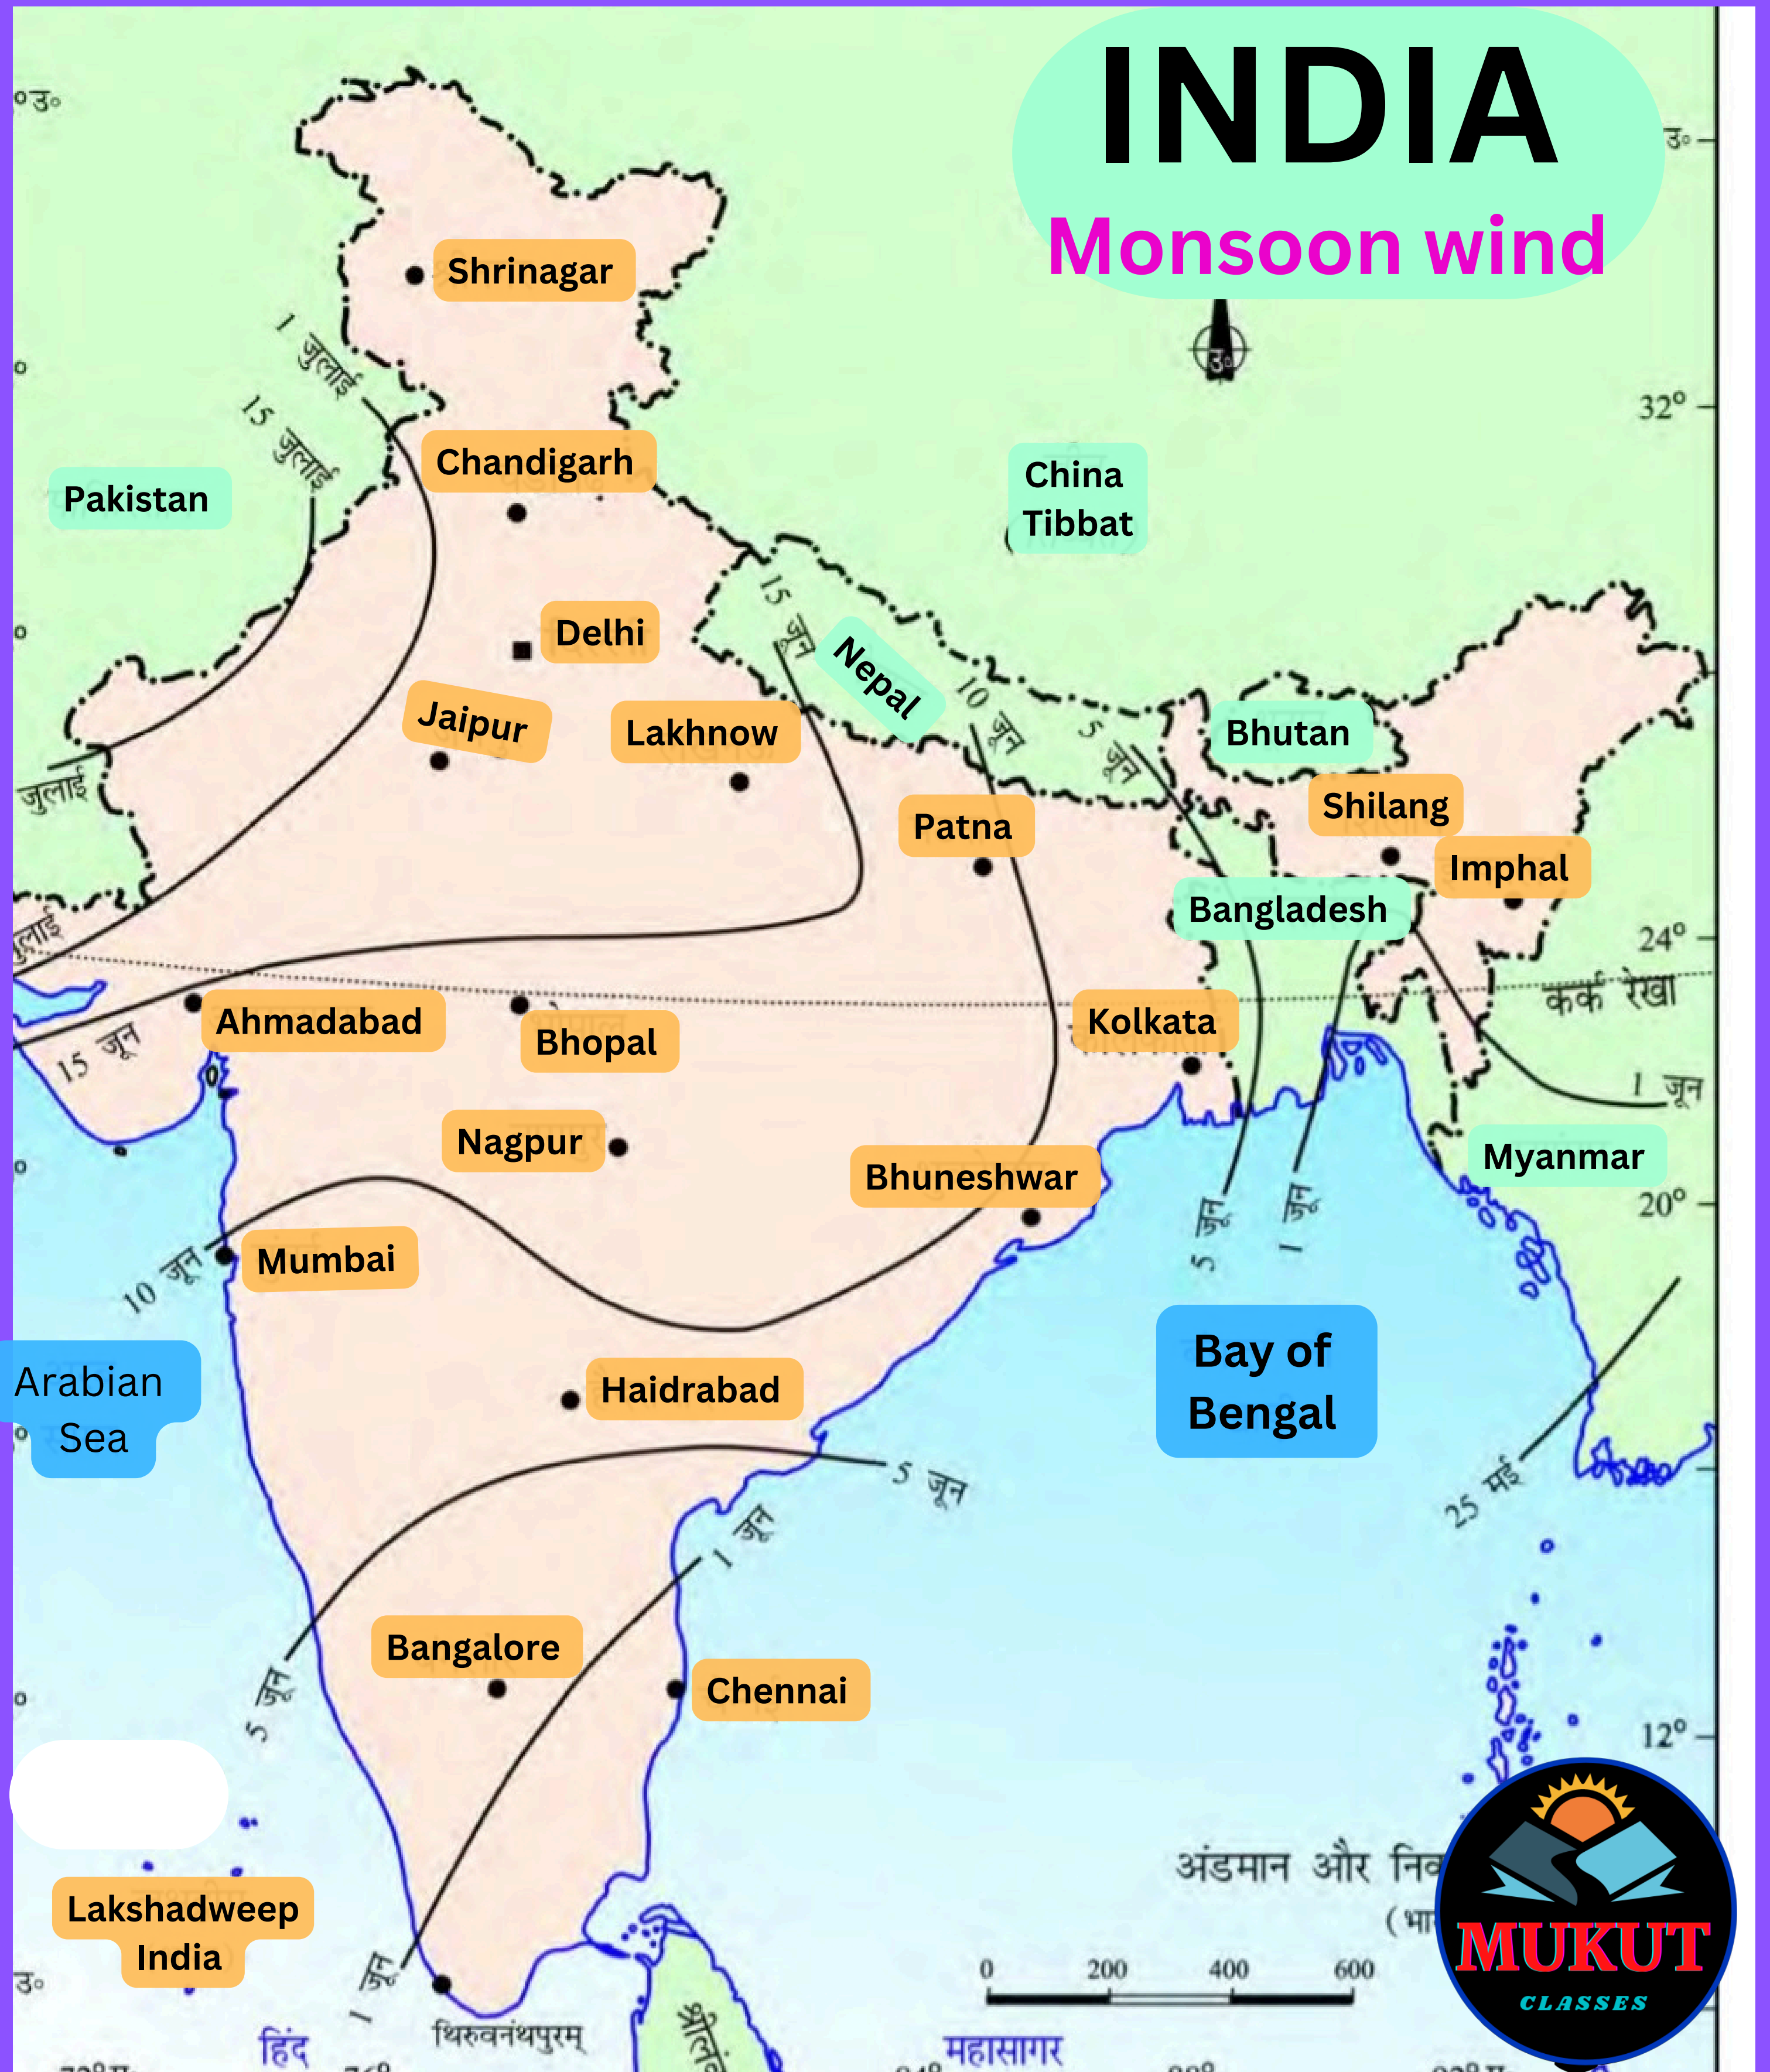 INDIA
Monsoon wind
उ॰
उ॰
उ॰
Shrinagar
1 जुलाई
15 जुलाई
32°
Chandigarh
Pakistan
China
Tibbat
Delhi
15 जून
Nepal
Jaipur
Lakhnow
10 जून
5 जून
Bhutan
जुलाई
Shilang
Patna
Imphal
Bangladesh
24°
कर्क रेखा
Ahmadabad
Bhopal
Kolkata
15 जून
1 जून
Nagpur
Myanmar
Bhuneshwar
20°
5 जून
1 जून
10 जून
Mumbai
Arabian
Sea
Bay of
Bengal
Haidrabad
5 जून
25 मई
1 जून
Bangalore
5 जून
Chennai
12°
अंडमान और
Lakshadweep
India
MUKUT
CLASSES
0 200 400 600
उ॰
1 जून
थिरुवनंथपुरम्
हिंद
महासागर